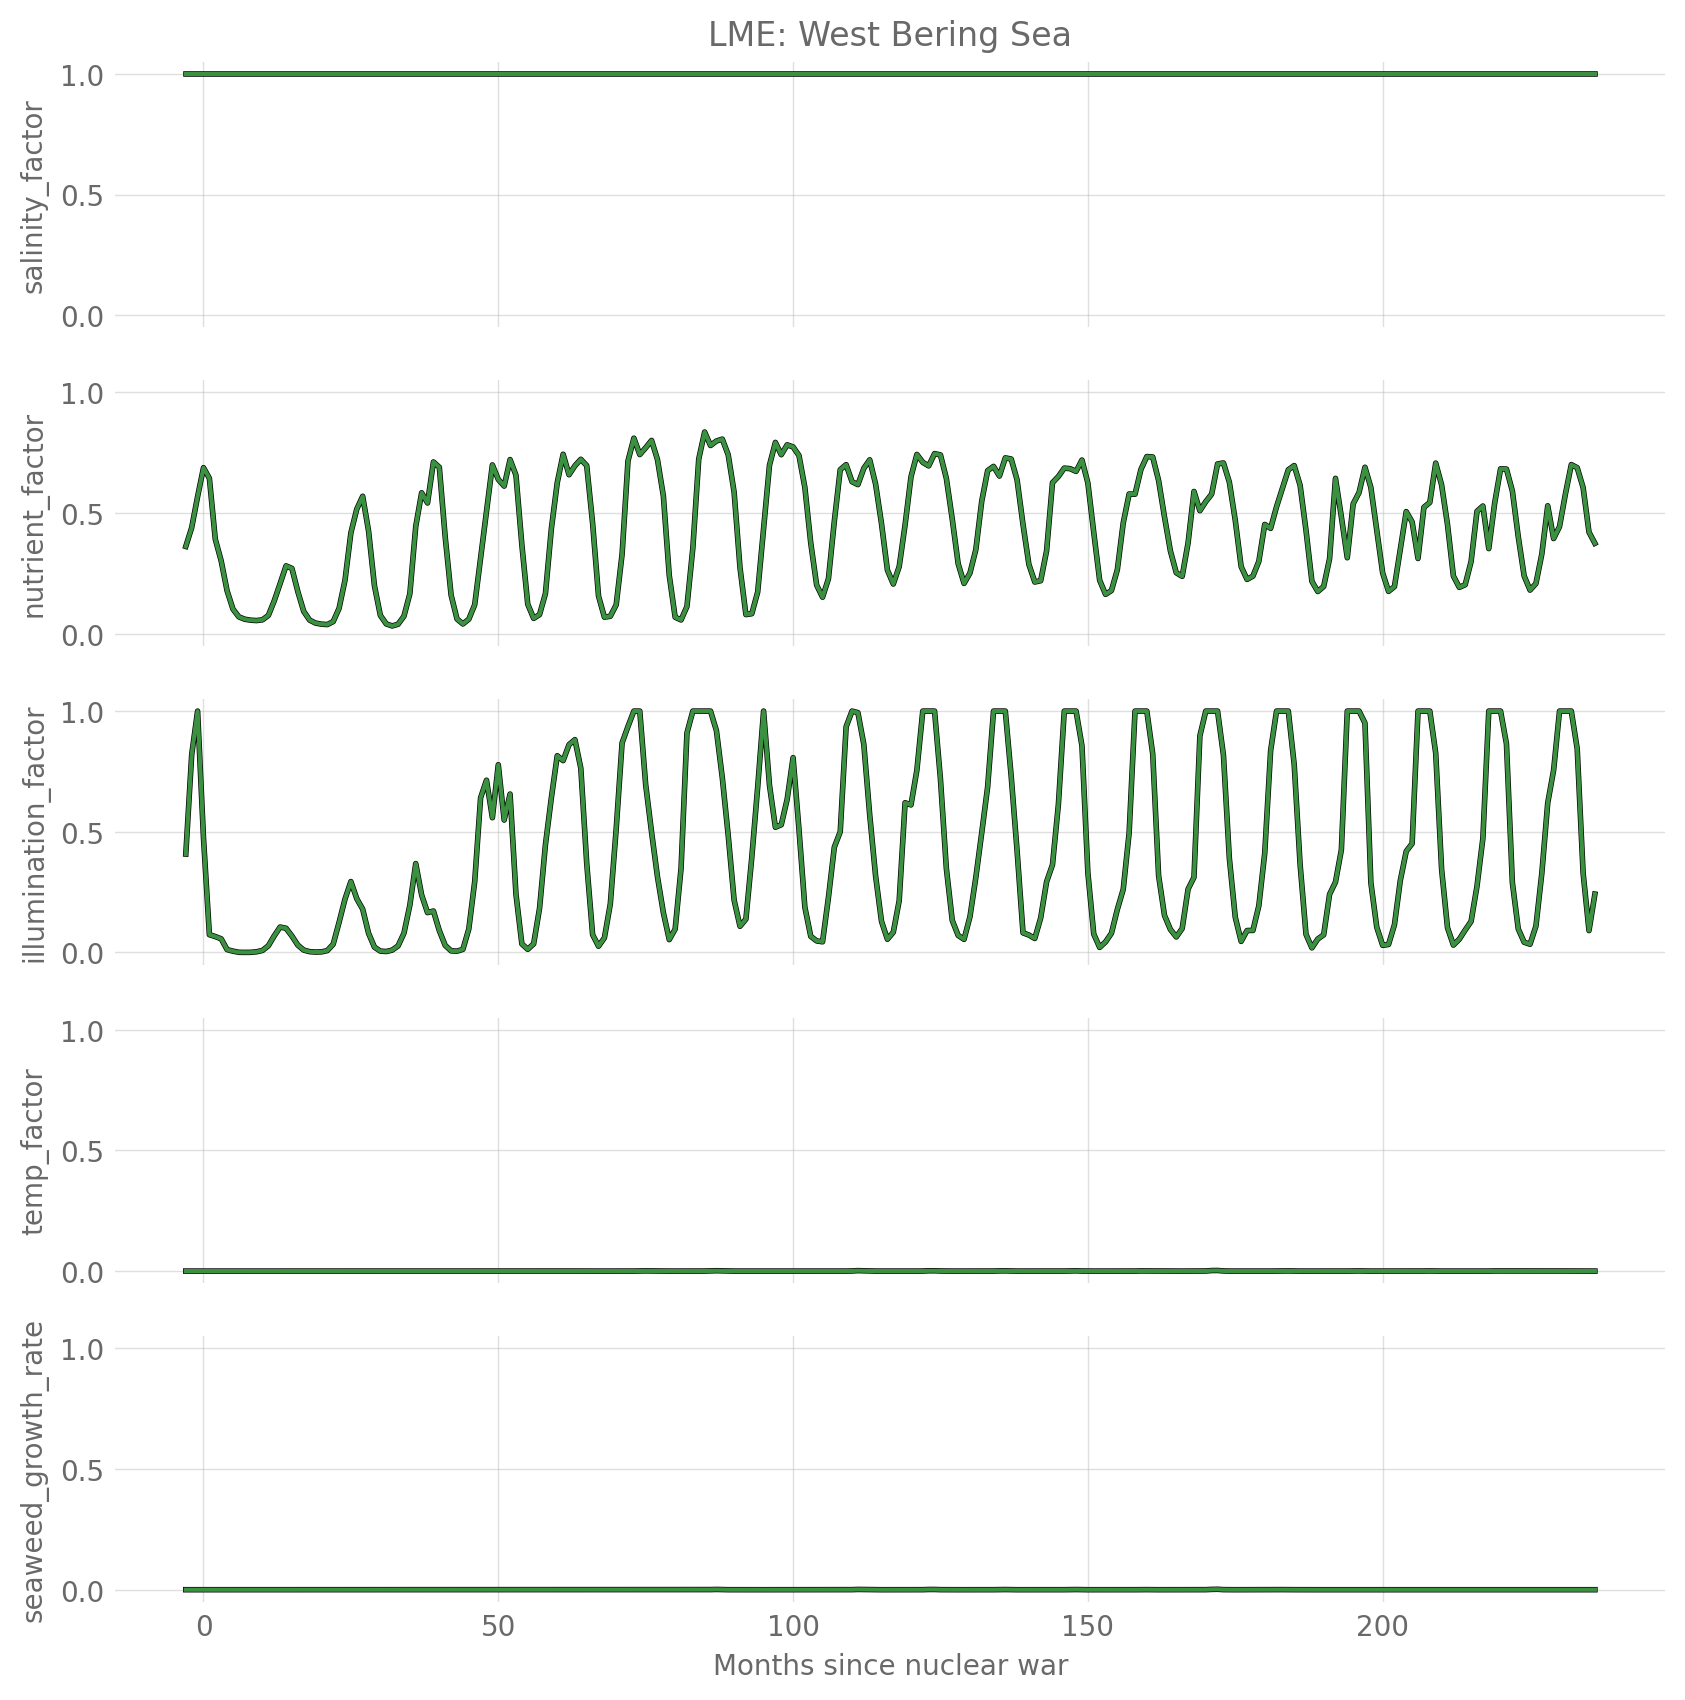 LME: West Bering Sea
1.0
0.5
0.0
salinity_factor
1.0
0.5
0.0
nutrient_factor
1.0
0.5
0.0
illumination_factor
1.0
0.5
0.0
temp_factor
1.0
0.5
0.0
seaweed_growth_rate
0 50 100 150 200
Months since nuclear war